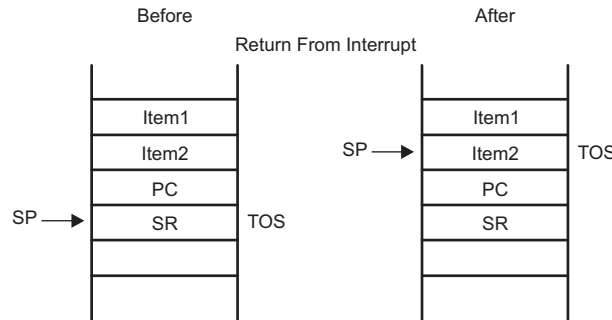 Before After
Return From Interrupt
Item1 Item1
Item2 SP Item2 TOS
PC PC
SP SR TOS SR